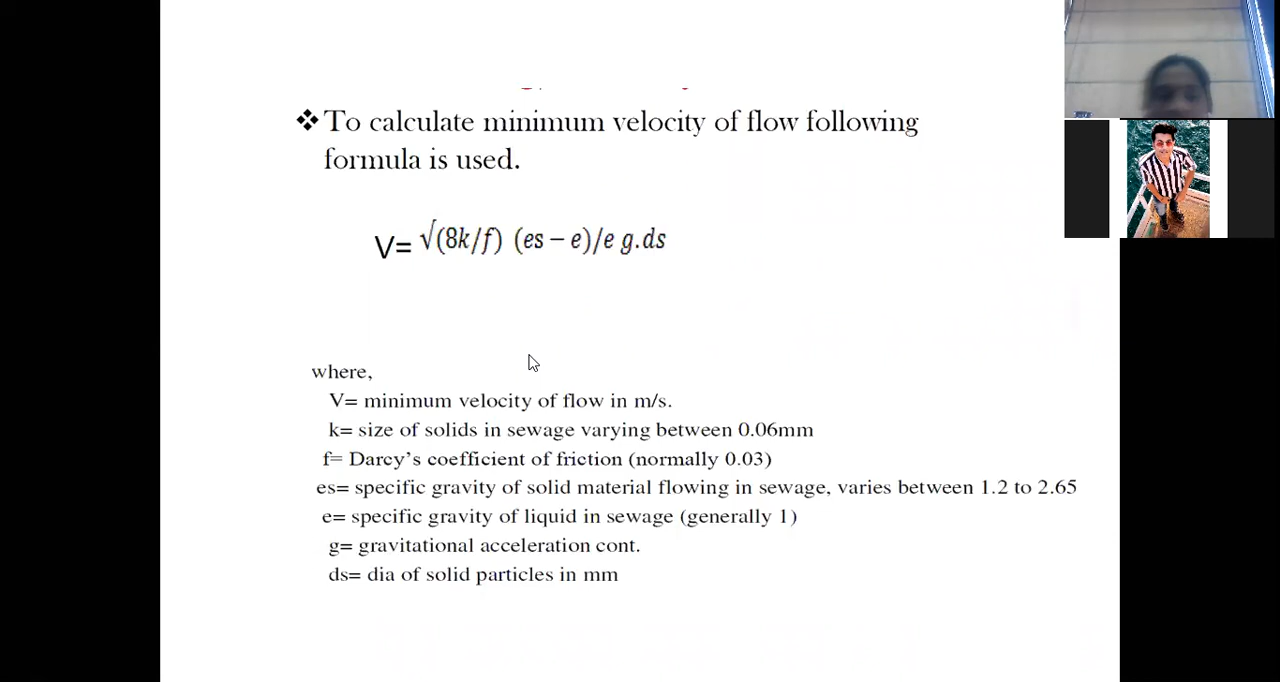 ❖To calculate minimum velocity of flow following
formula is used.
V= √(8k/f) (es − e)/e g.ds
where,
V= minimum velocity of flow in m/s.
k= size of solids in sewage varying between 0.06mm
f= Darcy's coefficient of friction (normally 0.03)
es= specific gravity of solid material flowing in sewage, varies between 1.2 to 2.65
e= specific gravity of liquid in sewage (generally 1)
g= gravitational acceleration cont.
ds= dia of solid particles in mm